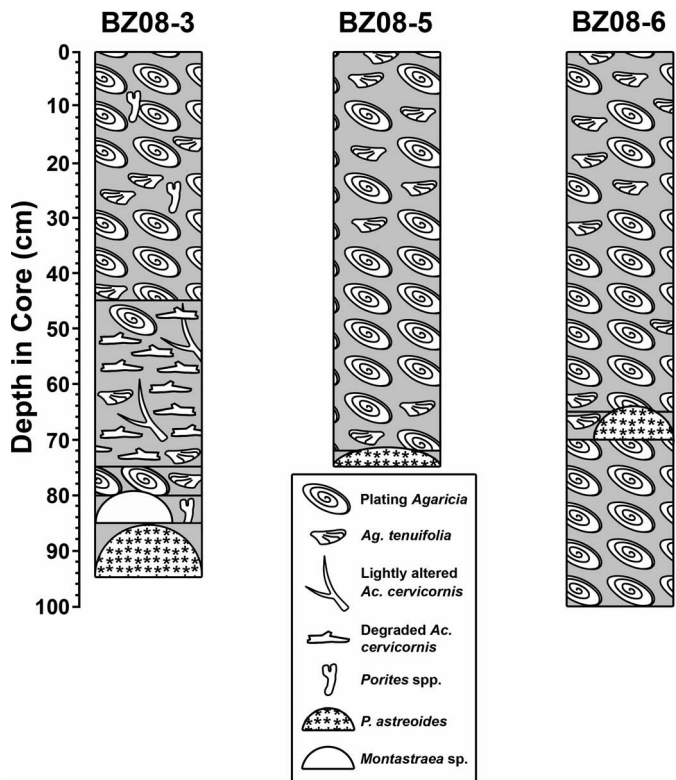 BZ08-3 BZ08-5 BZ08-6
Depth in Core (cm)
0
10
20
30
40
50
60
70
80
90
100
Plating Agaricia
Ag. tenuifolia
Lightly altered
Ac. cervicornis
Degraded Ac.
cervicornis
Porites spp.
P. astreoides
Montastraea sp.